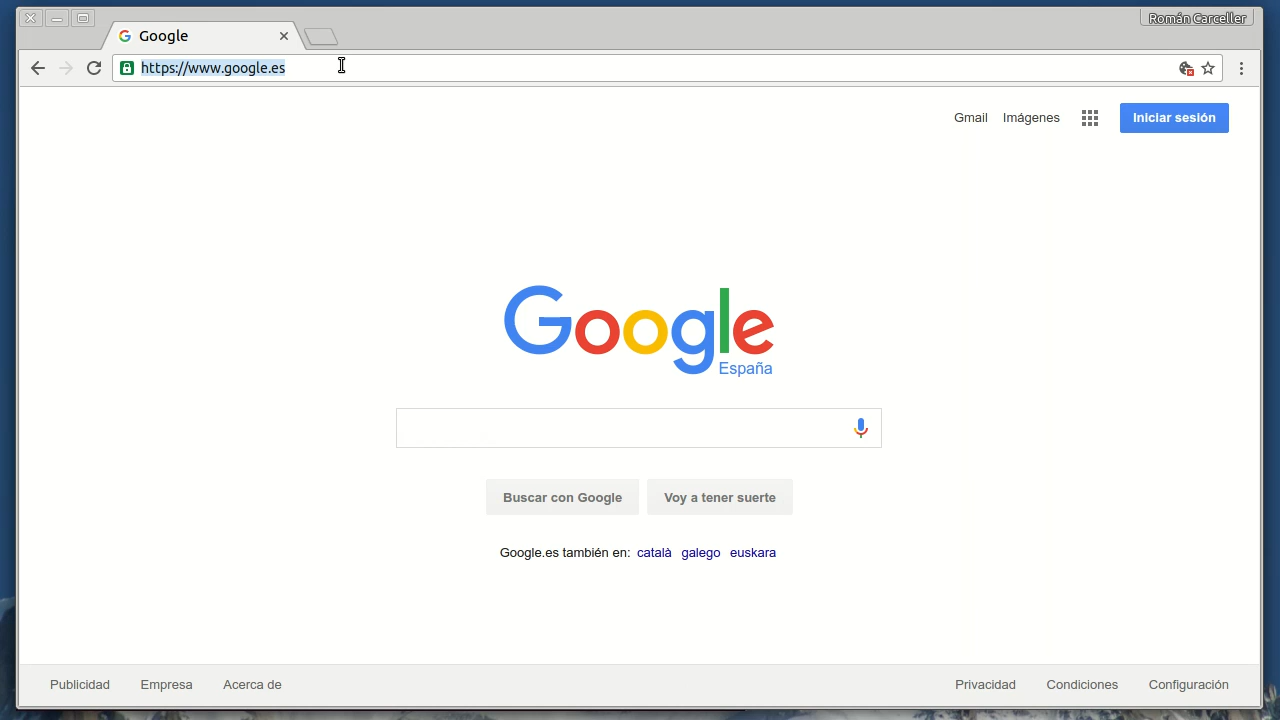 Román Carceller
Google
https://www.google.es
Gmail Imágenes Iniciar sesión
Google
España
Buscar con Google Voy a tener suerte
Google.es también en: català galego euskara
Publicidad Empresa Acerca de Privacidad Condiciones Configuración